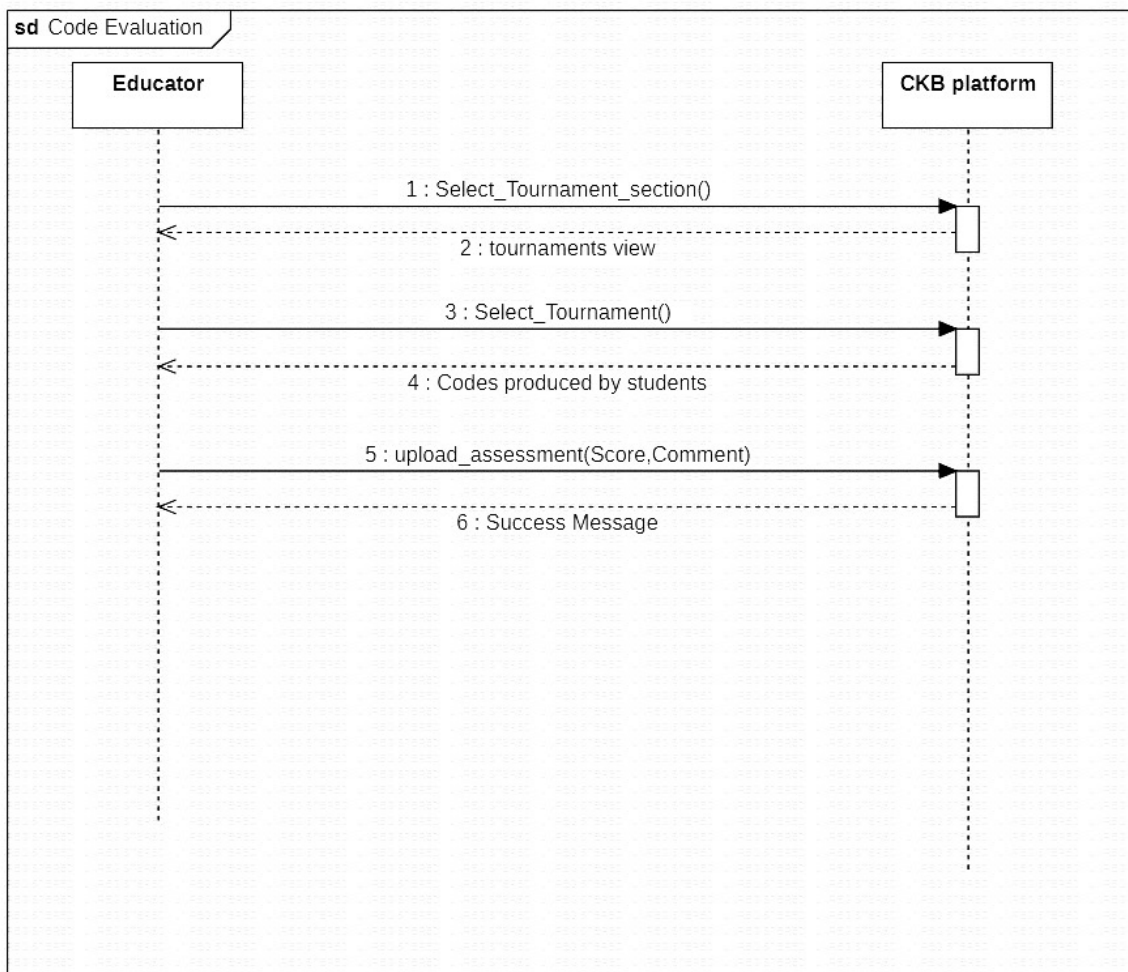 sd Code Evaluation
Educator
CKB platform
1 : Select_Tournament_section()
2 : tournaments view
3 : Select_Tournament()
4 : Codes produced by students
5 : upload_assessment(Score,Comment)
6 : Success Message